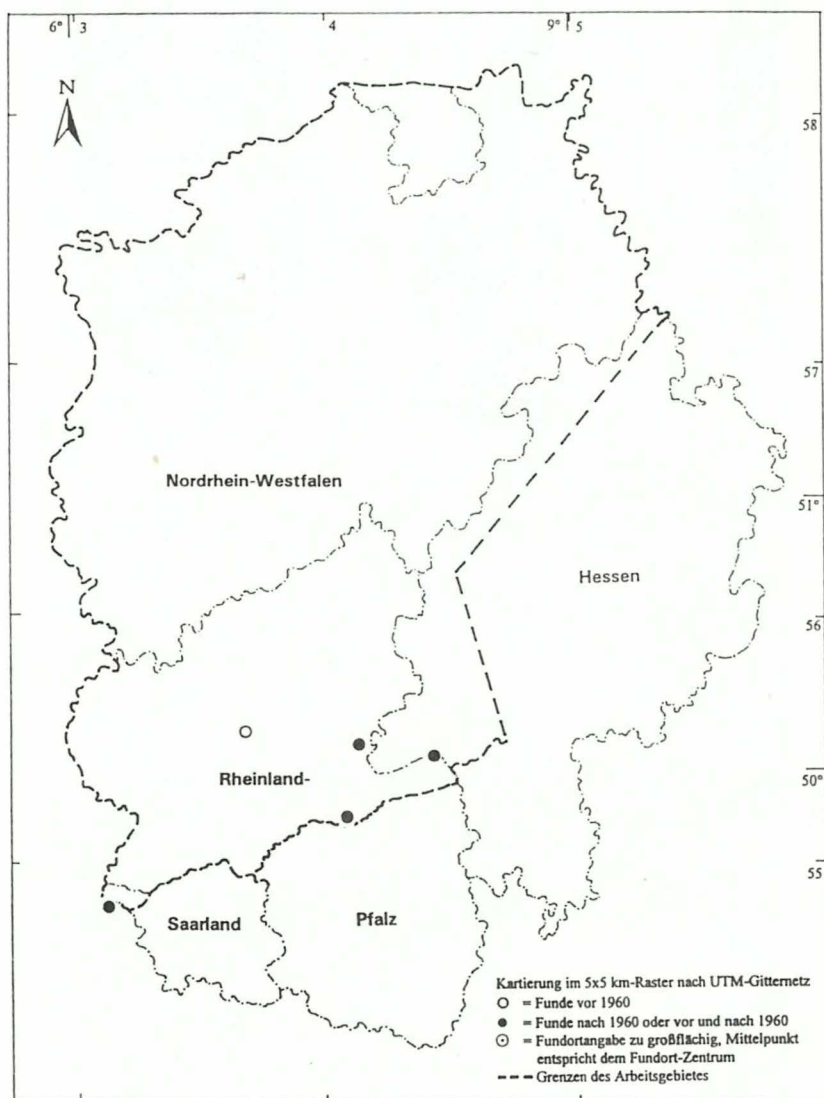 6° 3 4 9° 5
N
58
57
Nordrhein-Westfalen
51°
Hessen
56
Rheinland-
50°
55
Saarland
Pfalz
Kartierung im 5x5 km-Raster nach UTM-Gitternetz
= Funde vor 1960
= Funde nach 1960 oder vor und nach 1960
= Fundortangabe zu großflächig, Mittelpunkt
entspricht dem Fundort-Zentrum
= Grenzen des Arbeitsgebietes